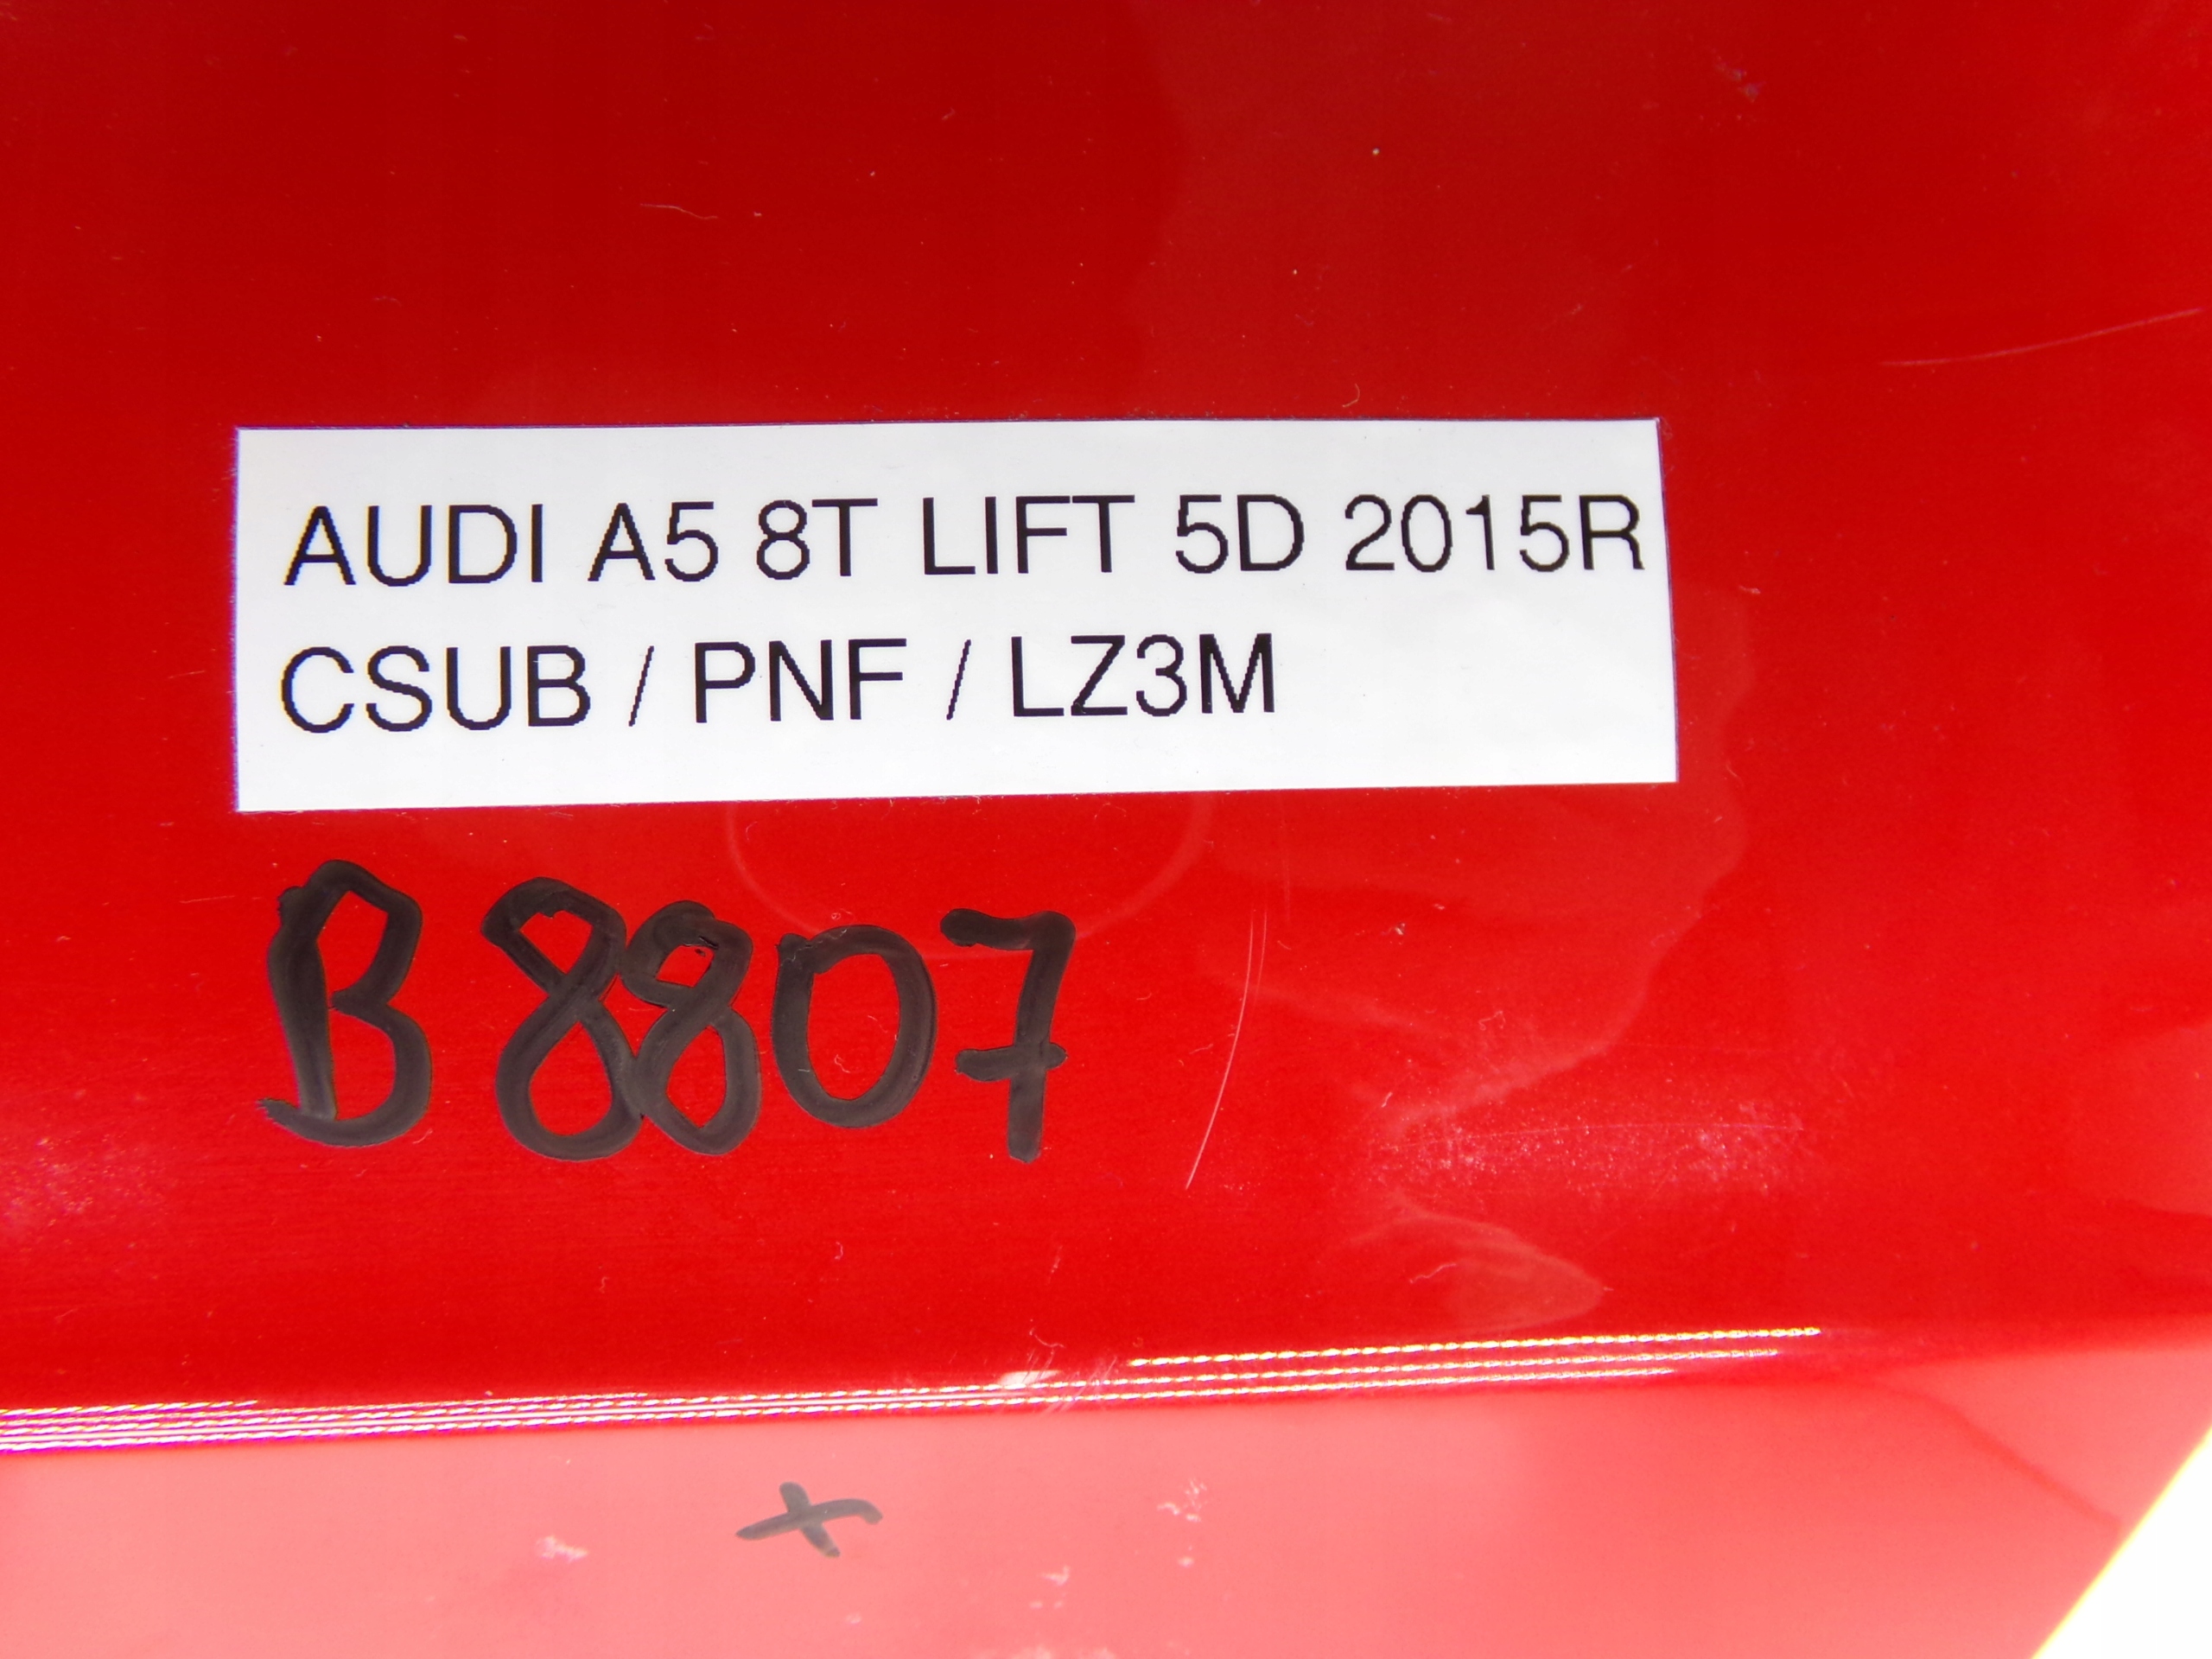 AUDI A5 8T LIFT 5D 2015R
CSUB / PNF / LZ3M
B8807